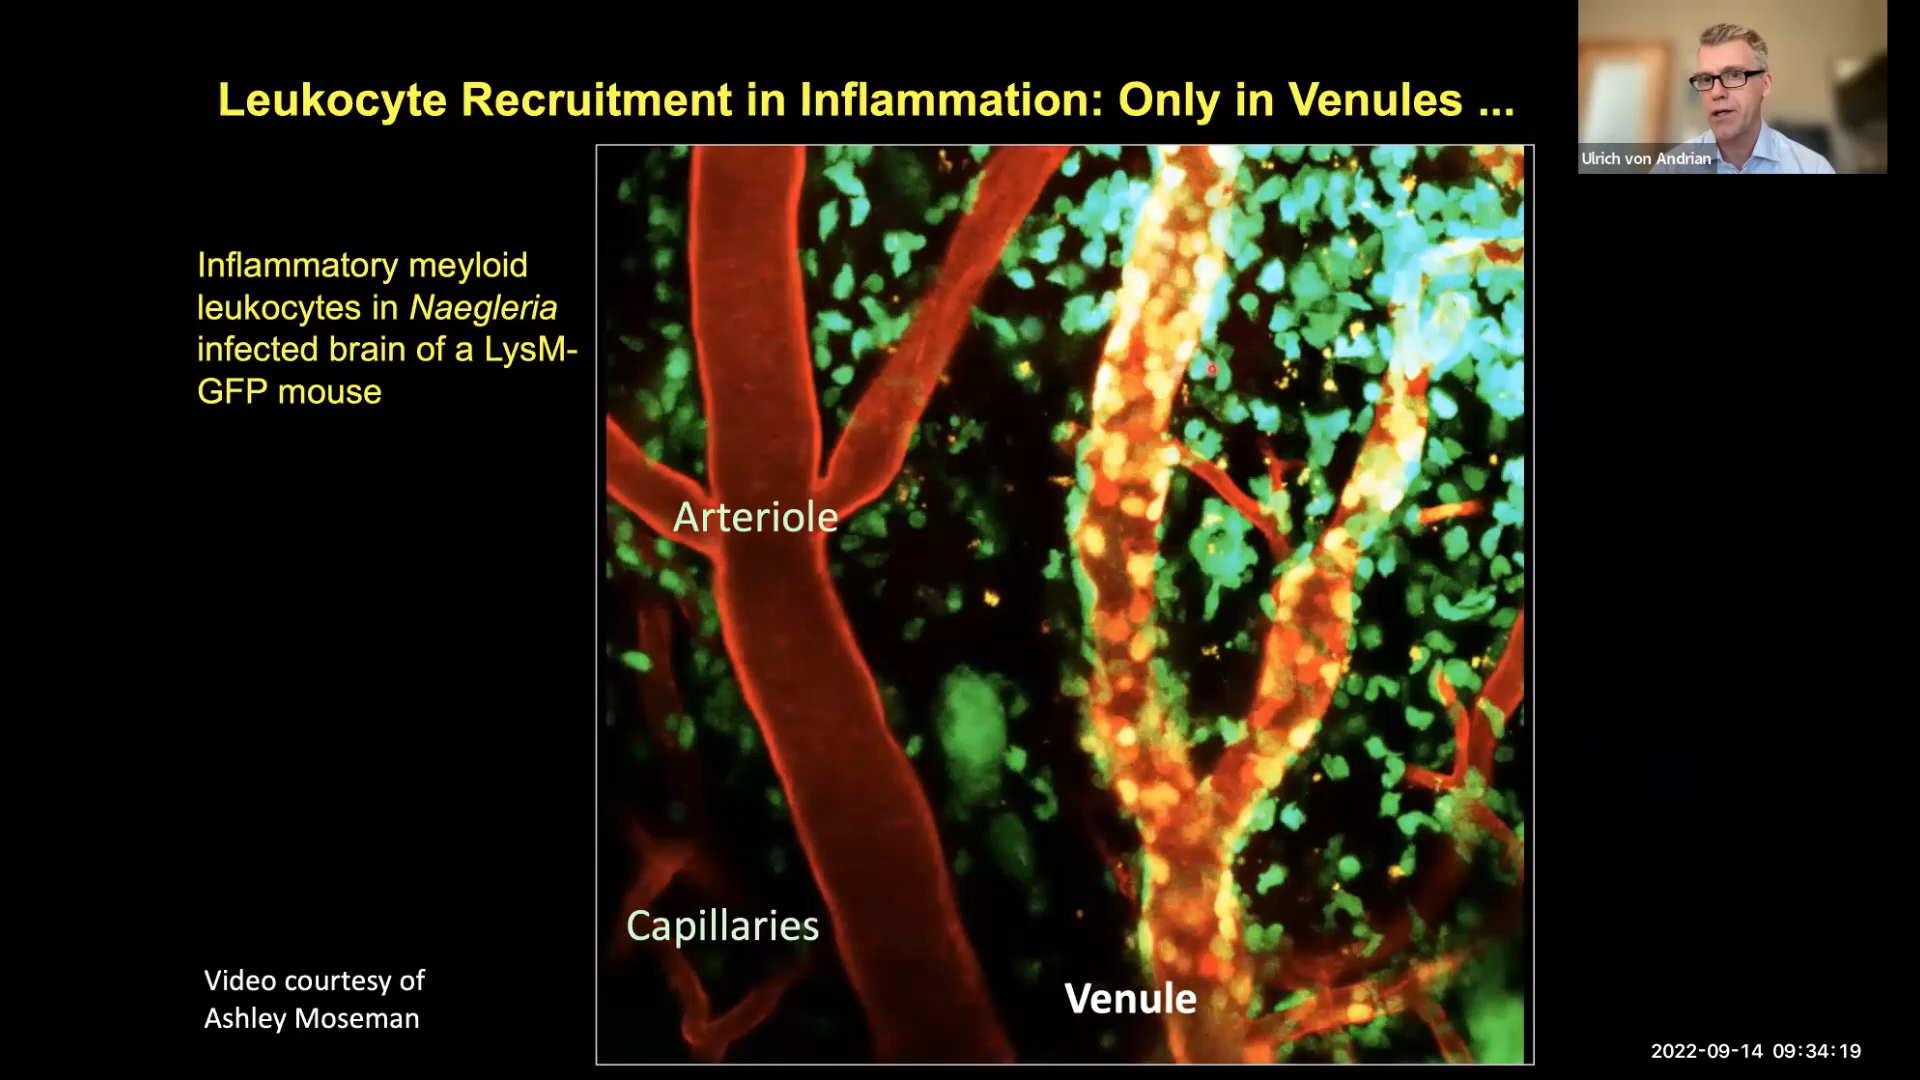 Leukocyte Recruitment in Inflammation: Only in Venules ...
Ulrich von Andrian
Inflammatory meyloid
leukocytes in Naegleria
infected brain of a LysM-
GFP mouse
Arteriole
Capillaries
Venule
Video courtesy of
Ashley Moseman
2022-09-14 09:34:19